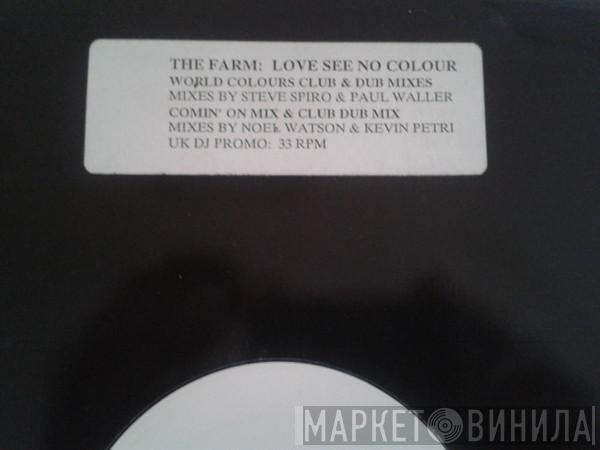 THE FARM: LOVE SEE NO COLOUR
WORLD COLOURS CLUB & DUB MIXES
MIXES BY STEVE SPIRO & PAUL WALLER
COMIN' ON MIX & CLUB DUB MIX
MIXES BY NOEL WATSON & KEVIN PETRI
UK DJ PROMO: 33 RPM
МАРКЕТ ВИНИЛА